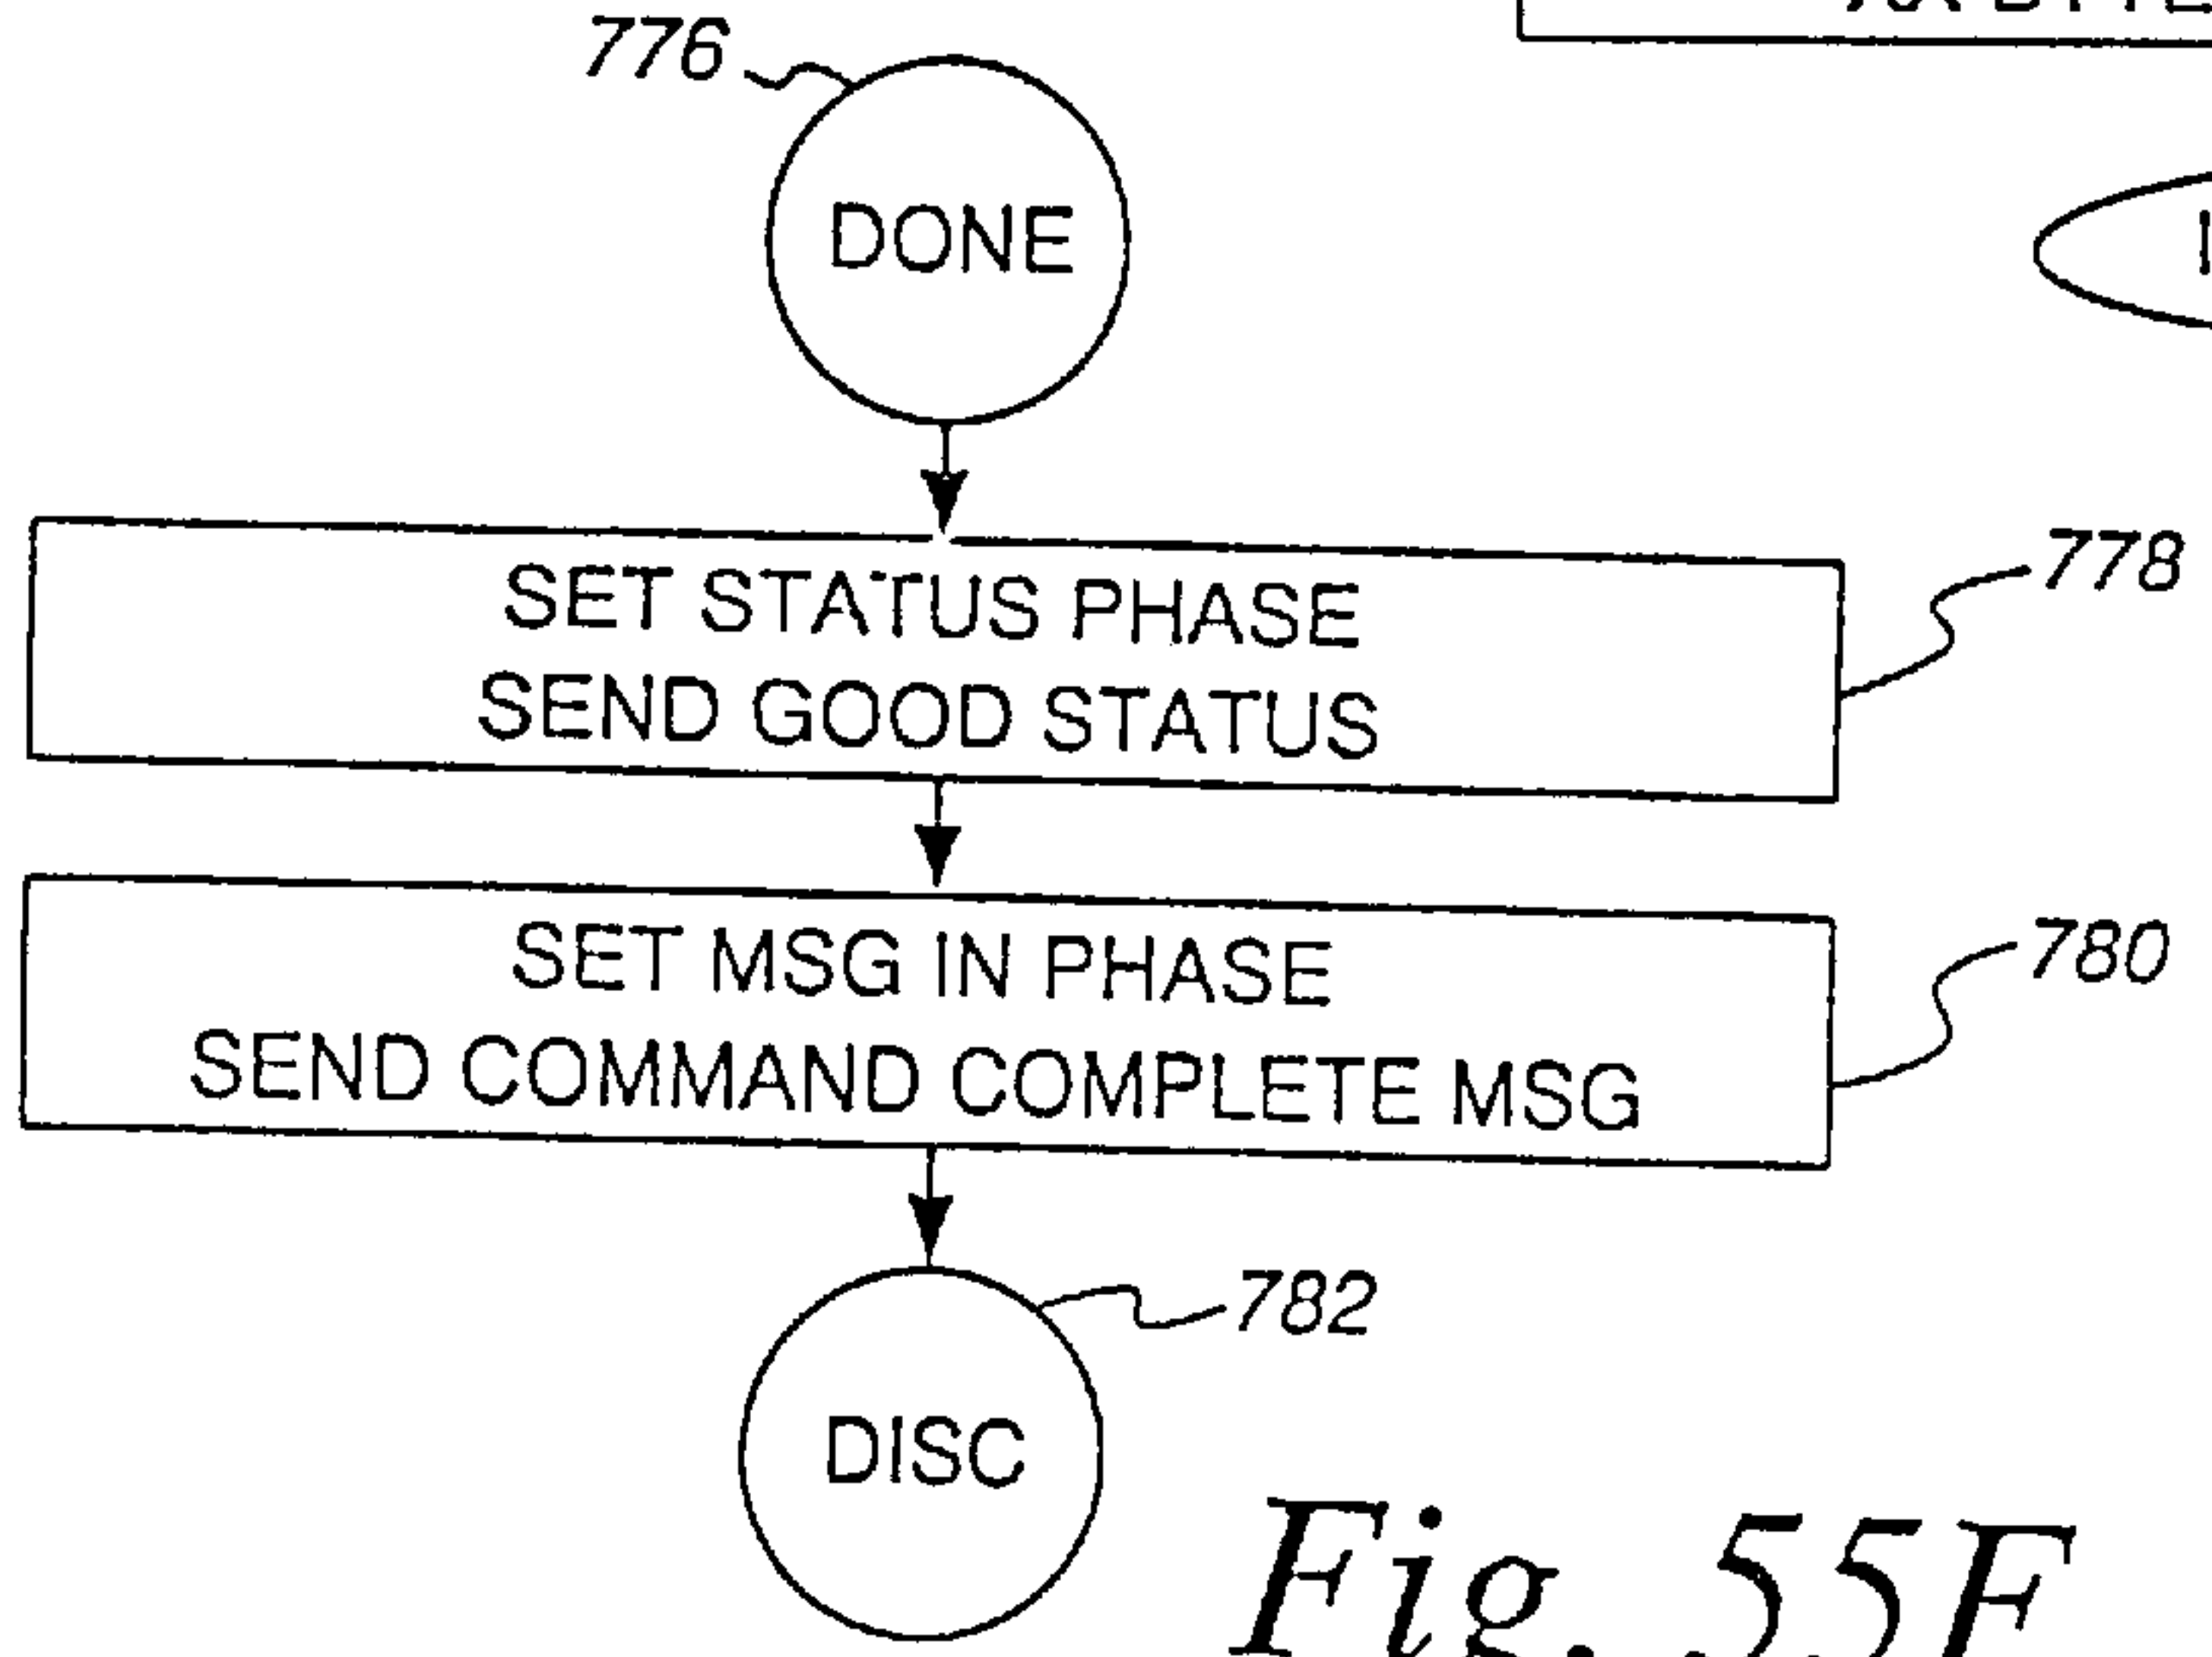 776
DONE
SET STATUS PHASE
SEND GOOD STATUS
778
SET MSG IN PHASE
SEND COMMAND COMPLETE MSG
780
782
DISC
Fig. 55F